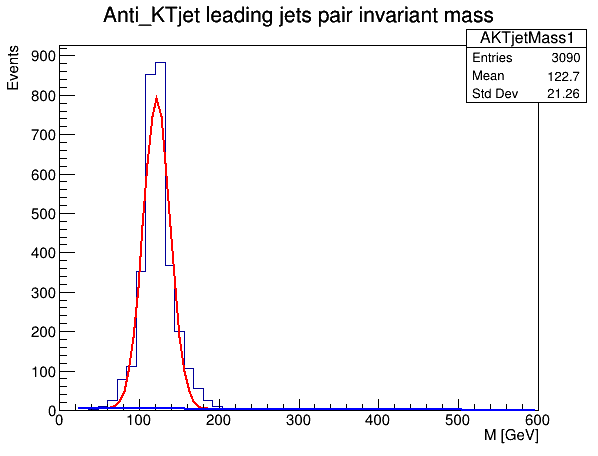 Anti_KTjet leading jets pair invariant mass
AKTjetMass1
Entries 3090
Mean 122.7
Std Dev 21.26
Events
900
800
700
600
500
400
300
200
100
0
0 100 200 300 400 500 600
M [GeV]